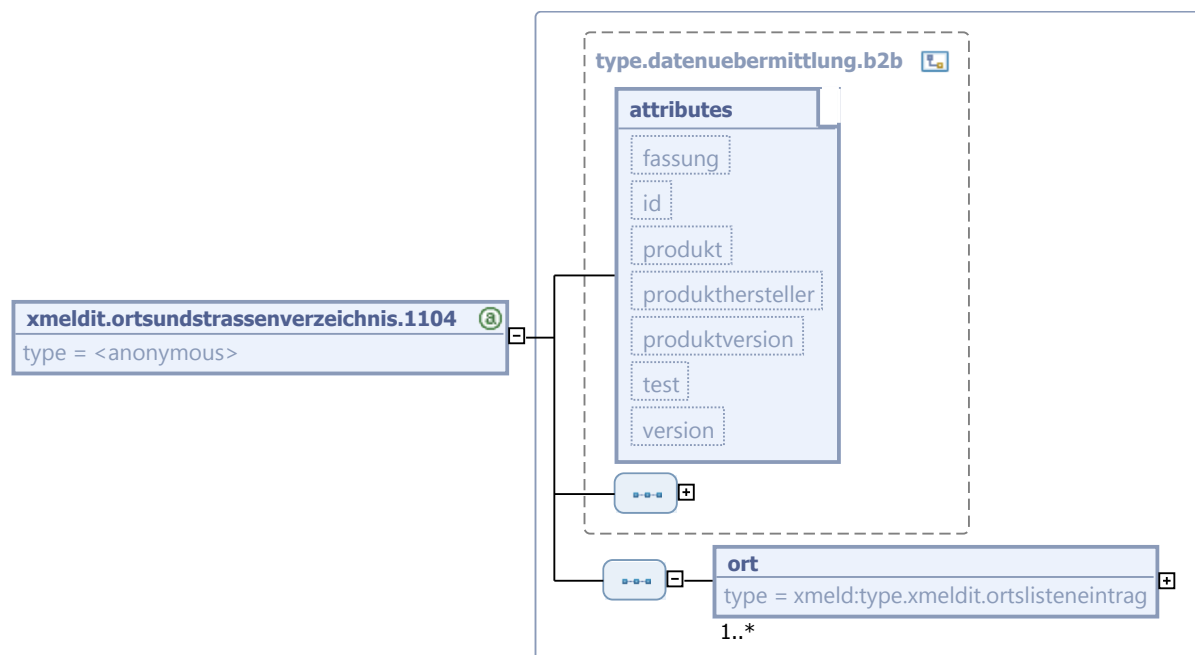 type.datenuebermittlung.b2b
attributes
fassung
id
produkt
produkthersteller
produktversion
test
version
xmeldit.ortsundstrassenverzeichnis.1104
type = <anonymous>
ort
type = xmeld:type.xmeldit.ortslisteneintrag
1..*